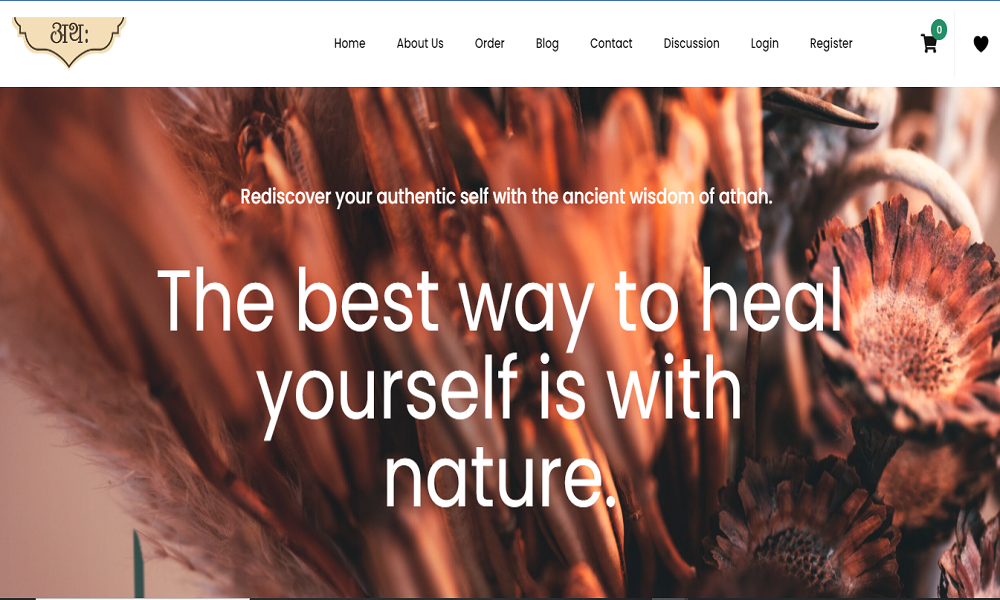 अथ:
Home About Us Order Blog Contact Discussion Login Register 0
Rediscover your authentic self with the ancient wisdom of athah.
The best way to heal
yourself is with
nature.